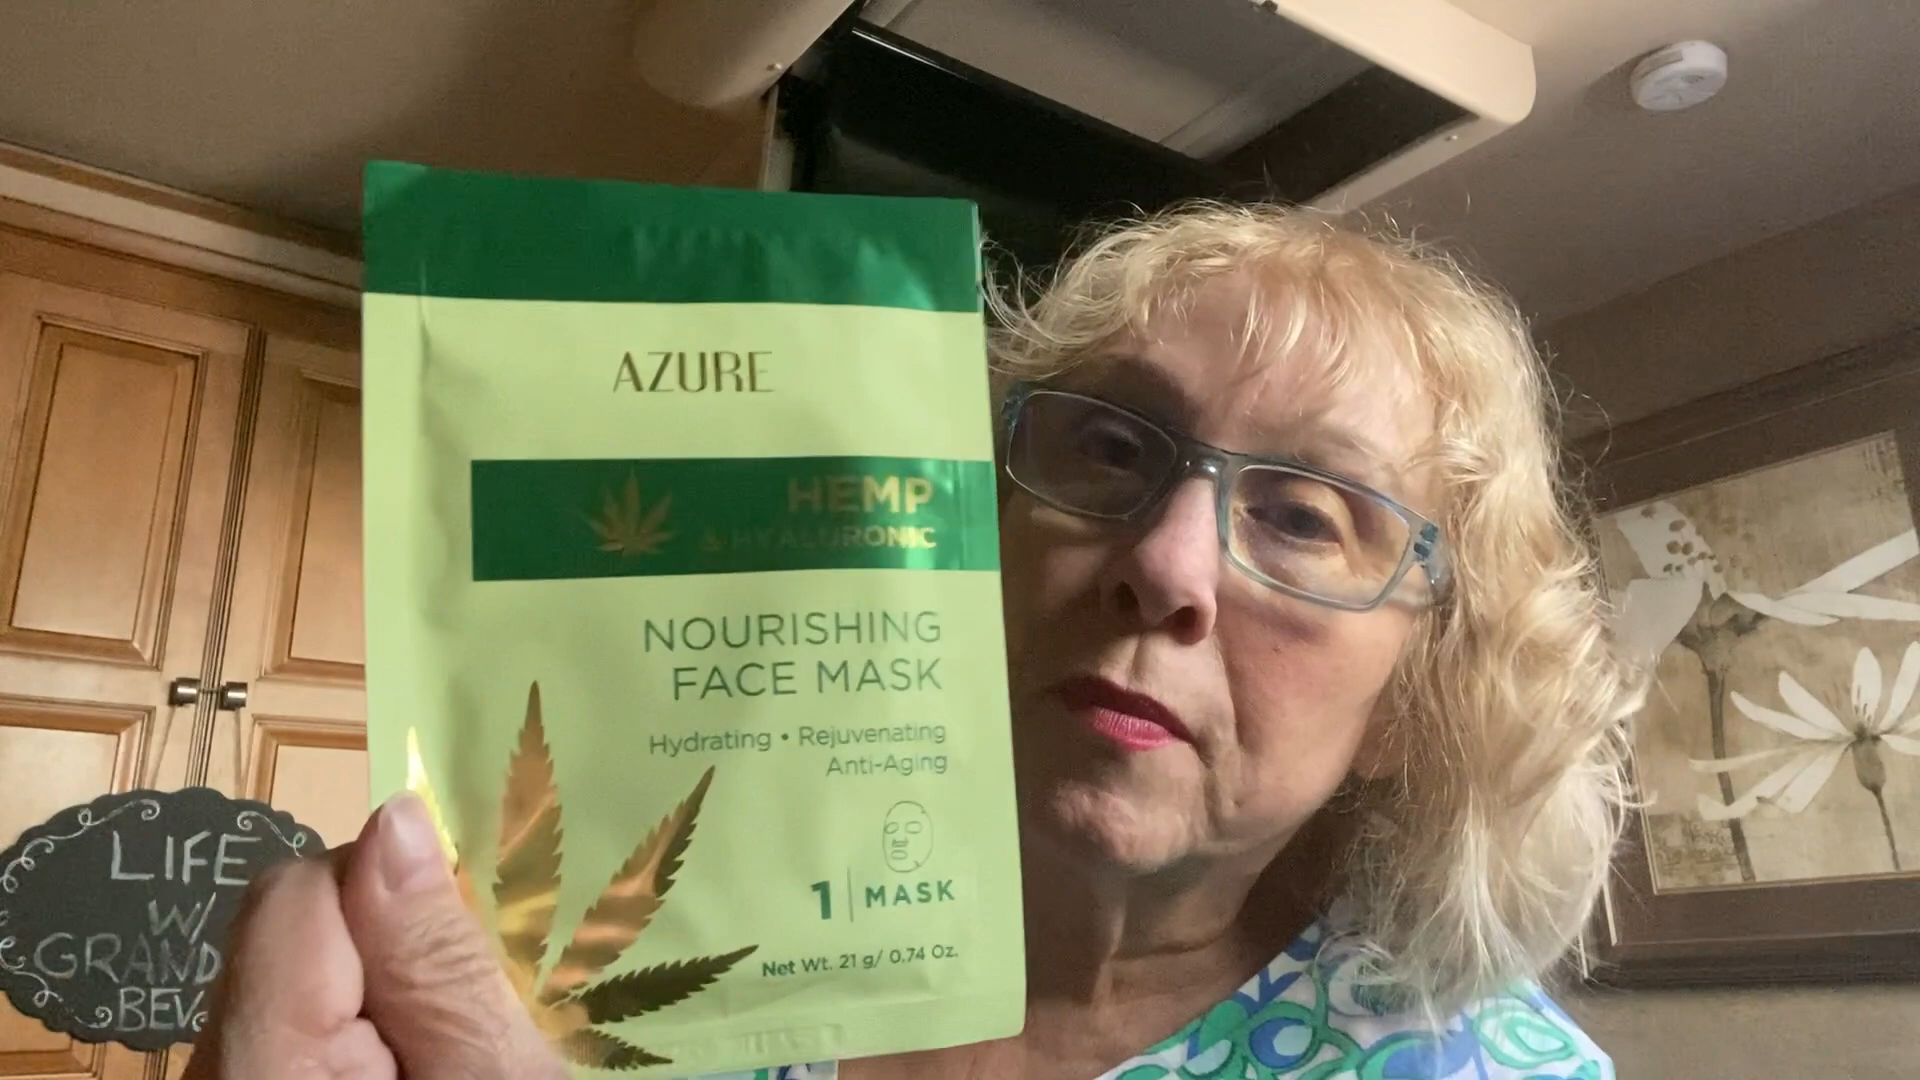 AZURE
HEMP
& HYALURONIC
NOURISHING
FACE MASK
Hydrating • Rejuvenating
Anti-Aging
1 | MASK
Net Wt. 21 g/ 0.74 Oz.
LIFE
W/
GRAND
BEV